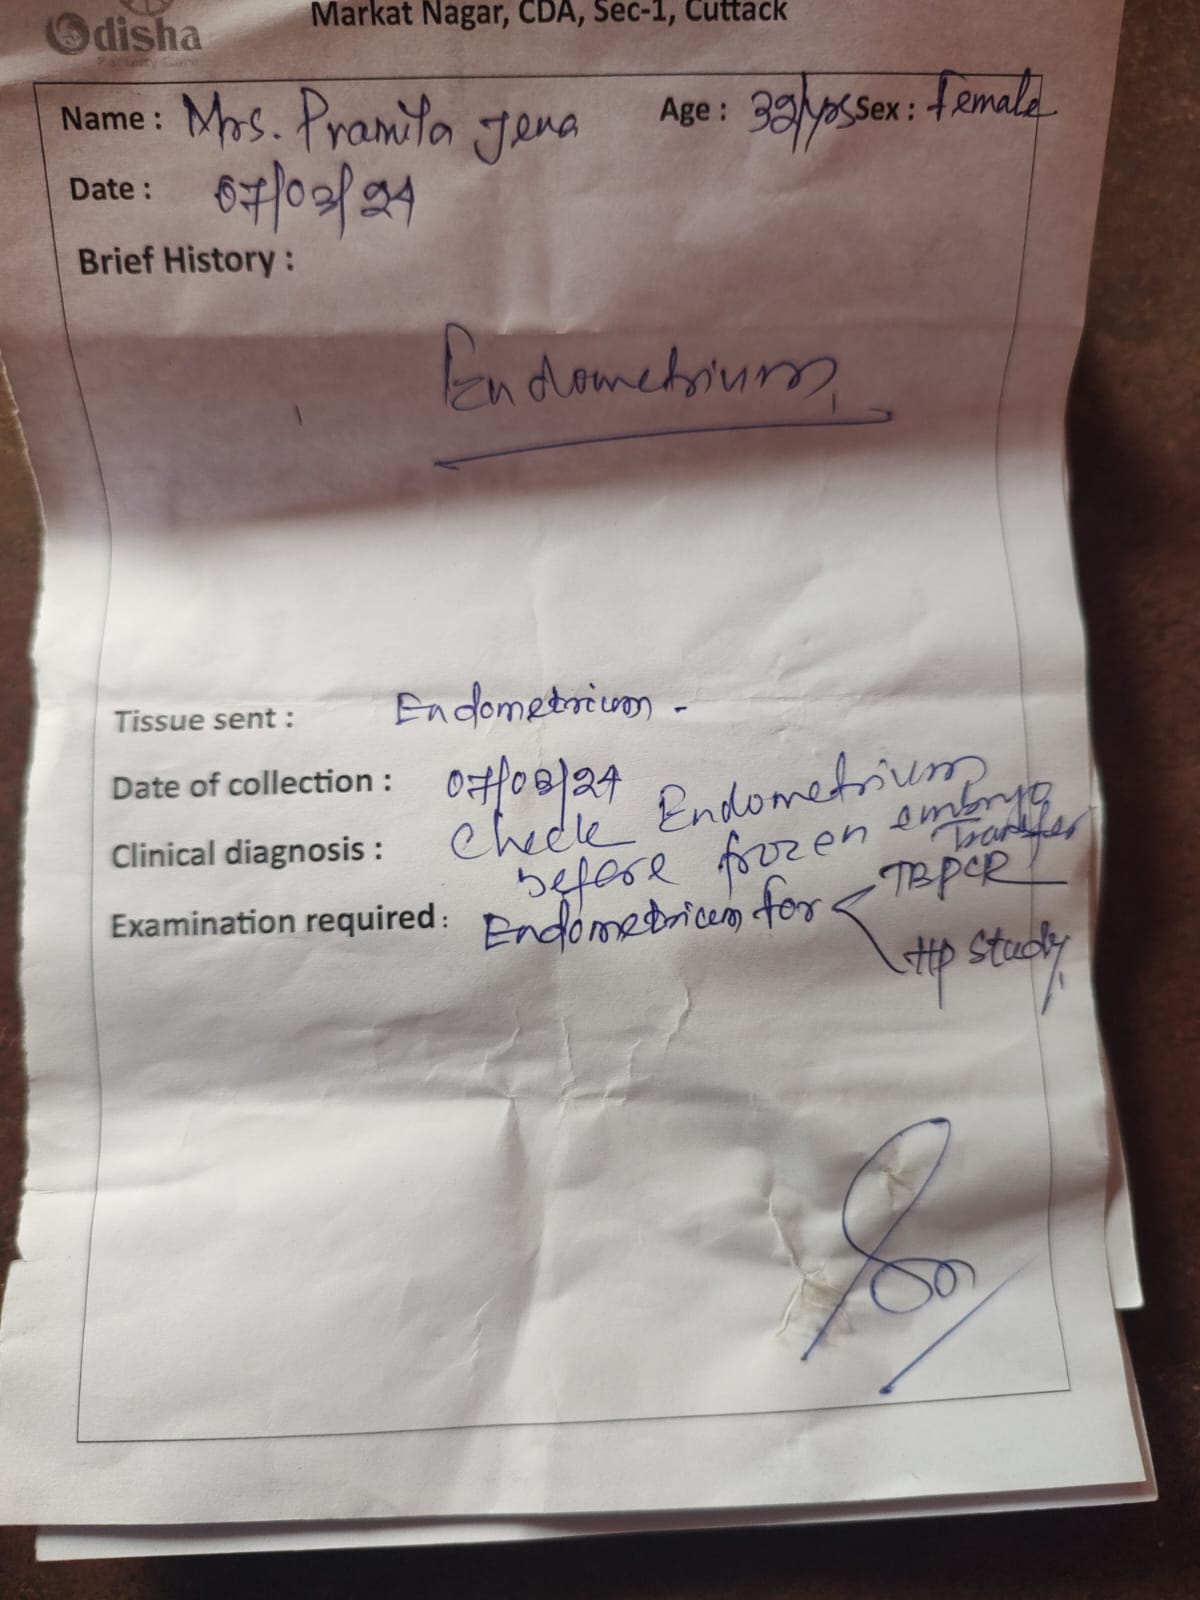 Markat Nagar, CDA, Sec-1, Cuttack
Odisha
Name : Mrs. Pramila Jena Age : 32/yrs Sex : Female
Date : 07/03/24
Brief History :
Endometrium
Tissue sent : Endometrium -
Date of collection : 07/03/24
Clinical diagnosis : Check Endometrium
before frozen embryo
Transfer
Examination required : Endometrium for TBPCR
HP Study